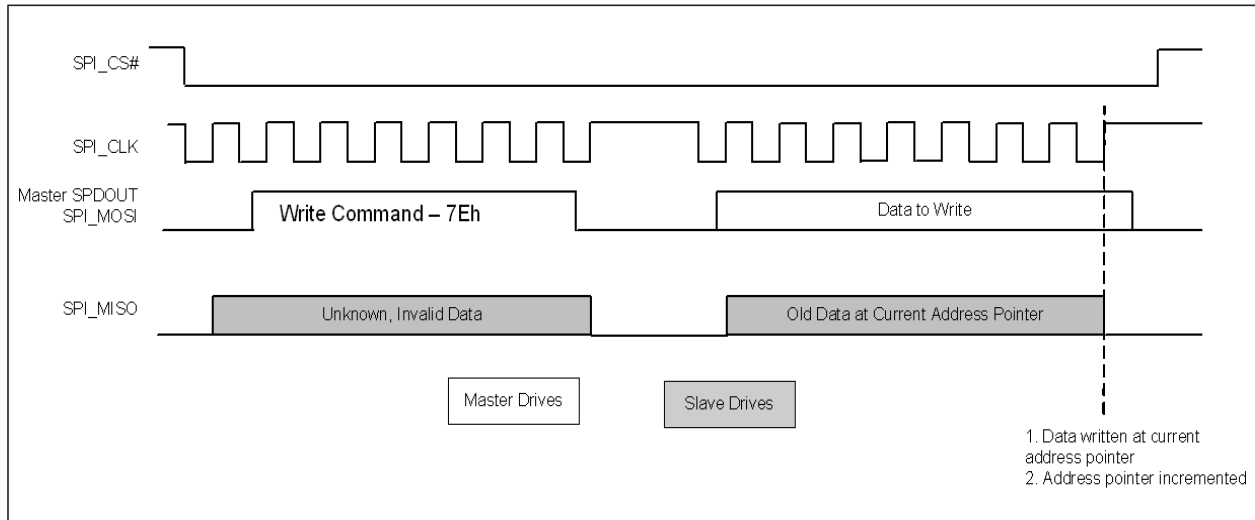 SPI_CS#
SPI_CLK
Master SPDOUT
SPI_MOSI
Write Command – 7Eh
Data to Write
SPI_MISO
Unknown, Invalid Data
Old Data at Current Address Pointer
Master Drives
Slave Drives
1. Data written at current
address pointer
2. Address pointer incremented